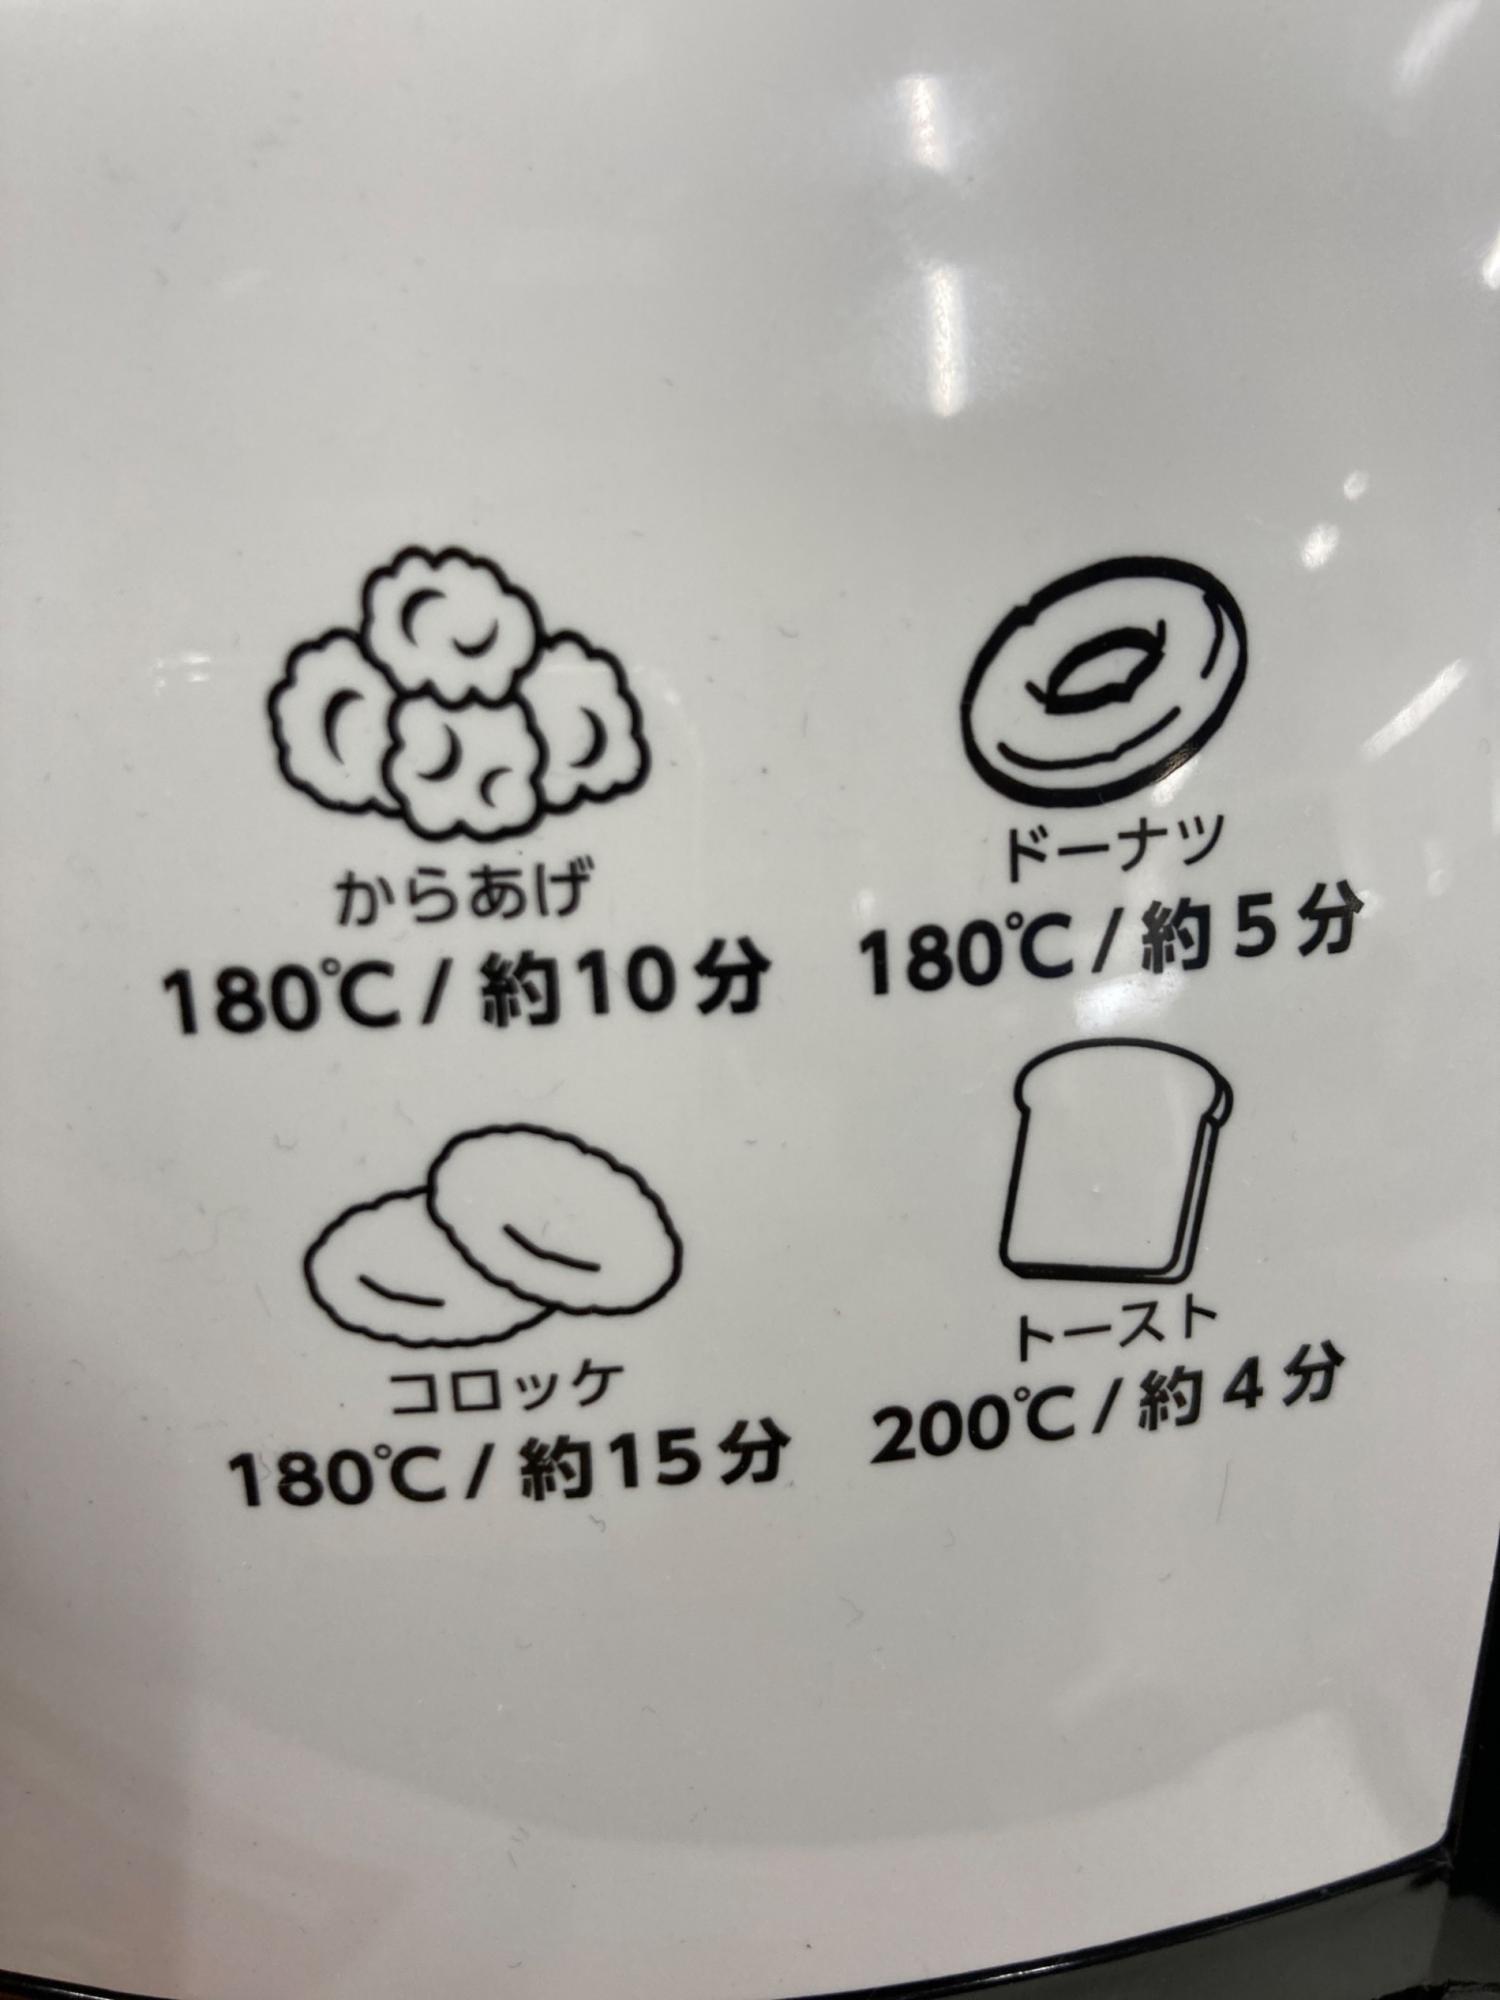 からあげ
180℃/約10分
ドーナツ
180℃/約5分
コロッケ
180℃/約15分
トースト
200℃/約4分